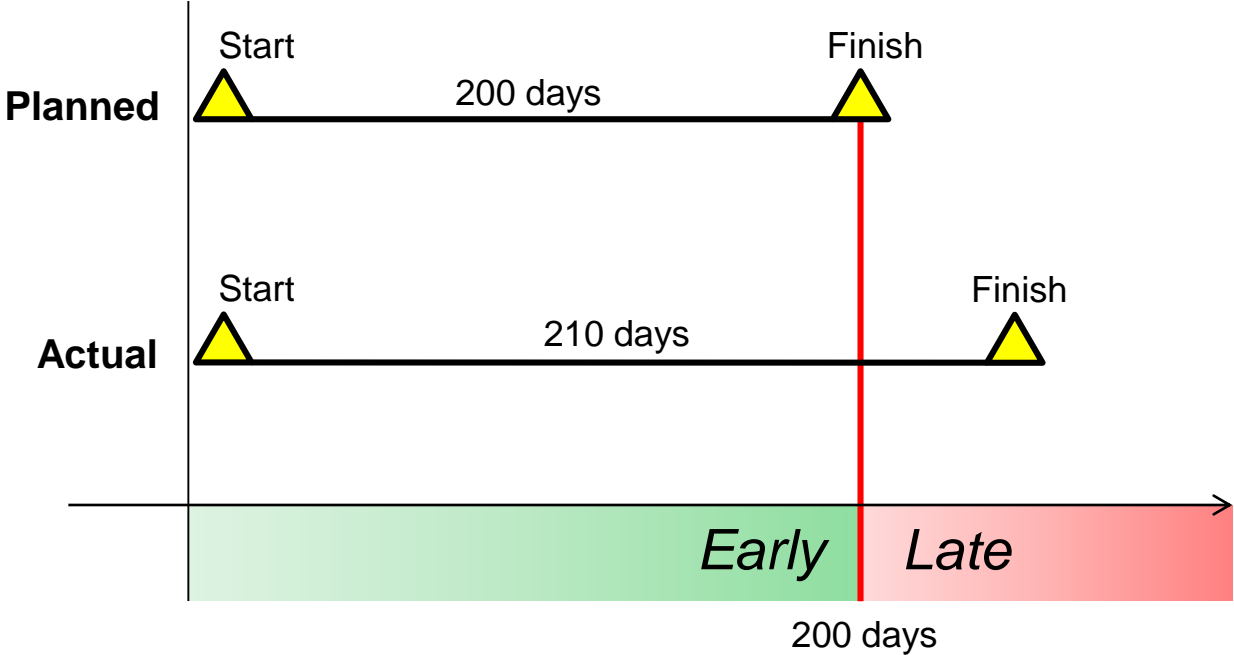 Start
Finish
Planned
200 days
Start
Finish
Actual
210 days
Early
Late
200 days